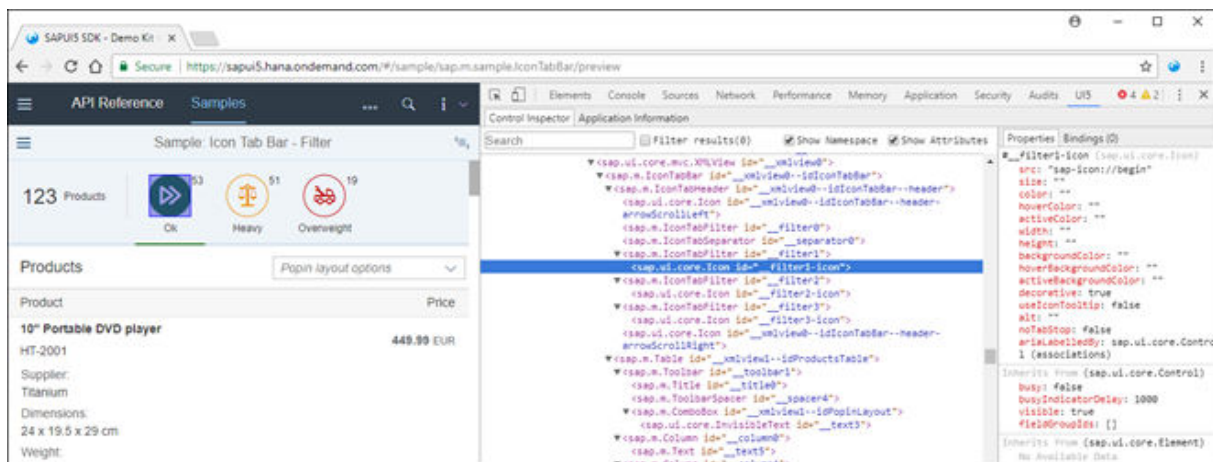 SAPUI5 SDK - Demo Kit
Secure https://sapui5.hana.ondemand.com/#/sample/sap.m.sample.IconTabBar/preview
API Reference Samples ...
Sample: Icon Tab Bar - Filter
123 Products
53
51
19
Ok Heavy Overweight
Products
Popin layout options
Product Price
10" Portable DVD player
449.99 EUR
HT-2001
Supplier:
Titanium
Dimensions:
24 x 19.5 x 29 cm
Weight:
Elements Console Sources Network Performance Memory Application Security Audits UI5 4 2
Control Inspector Application Information
Search Filter results(0) Show Namespace Show Attributes
▼<sap.ui.core.mvc.XMLView id="__xmlview0">
▼<sap.m.IconTabBar id="__xmlview0--idIconTabBar">
▼<sap.m.IconTabHeader id="__xmlview0--idIconTabBar--header">
<sap.ui.core.Icon id="__xmlview0--idIconTabBar--header-
arrowScrollLeft">
<sap.m.IconTabFilter id="__filter0">
<sap.m.IconTabSeparator id="__separator0">
▼<sap.m.IconTabFilter id="__filter1">
<sap.ui.core.Icon id="__filter1-icon">
▼<sap.m.IconTabFilter id="__filter2">
<sap.ui.core.Icon id="__filter2-icon">
▼<sap.m.IconTabFilter id="__filter3">
<sap.ui.core.Icon id="__filter3-icon">
<sap.ui.core.Icon id="__xmlview0--idIconTabBar--header-
arrowScrollRight">
▼<sap.m.Table id="__xmlview1--idProductsTable">
▼<sap.m.Toolbar id="__toolbar1">
<sap.m.Title id="__title0">
<sap.m.ToolbarSpacer id="__spacer4">
▼<sap.m.ComboBox id="__xmlview1--idPopinLayout">
<sap.ui.core.InvisibleText id="__text3">
▼<sap.m.Column id="__column0">
<sap.m.Text id="__text5">
Properties Bindings (0)
#__filter1-icon (sap.ui.core.Icon)
src: "sap-icon://begin"
size: ""
color: ""
hoverColor: ""
activeColor: ""
width: ""
height: ""
backgroundColor: ""
hoverBackgroundColor: ""
activeBackgroundColor: ""
decorative: true
useIconTooltip: false
alt: ""
noTabStop: false
ariaLabelledBy: sap.ui.core.Contro
l (associations)
Inherits from (sap.ui.core.Control)
busy: false
busyIndicatorDelay: 1000
visible: true
fieldGroupIds: []
Inherits from (sap.ui.core.Element)
No Available Data